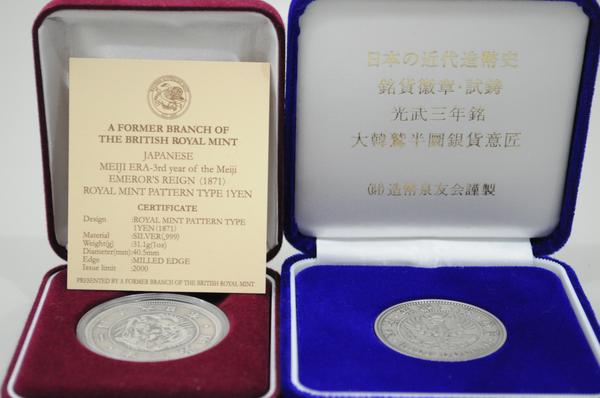 A FORMER BRANCH OF
THE BRITISH ROYAL MINT
JAPANESE
MEIJI ERA-3rd year of the Meiji
EMEROR'S REIGN (1871)
ROYAL MINT PATTERN TYPE 1YEN
CERTIFICATE
Design :ROYAL MINT PATTERN TYPE
1YEN (1871)
Material :SILVER(.999)
Weight(g) :31.1g(1oz)
Diameter(mm):40.5mm
Edge :MILLED EDGE
Issue limit :2000
PRESENTED BY A FORMER BRANCH OF THE BRITISH ROYAL MINT
日本の近代造幣史
銘貨徽章・試鋳
光武三年銘
大韓鷲半圜銀貨意匠
㈶造幣泉友会謹製